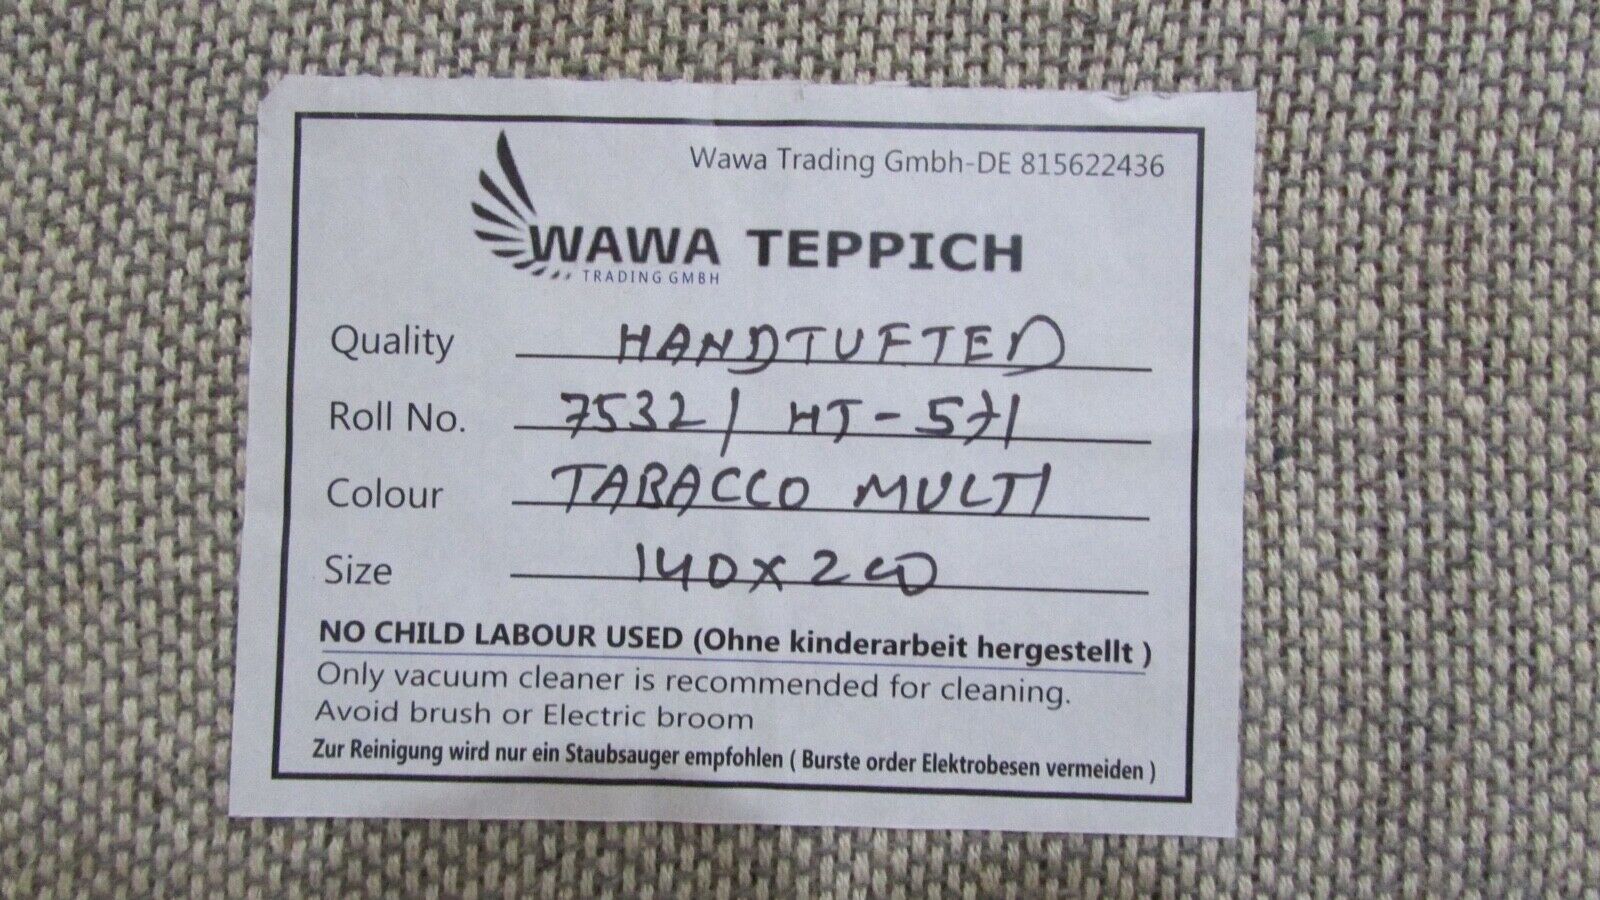 Wawa Trading Gmbh-DE 815622436
WAWA TEPPICH
TRADING GMBH
Quality HANDTUFTED
Roll No. 7532 / HT-571
Colour TABACCO MULTI
Size 140x200
NO CHILD LABOUR USED (Ohne kinderarbeit hergestellt )
Only vacuum cleaner is recommended for cleaning.
Avoid brush or Electric broom
Zur Reinigung wird nur ein Staubsauger empfohlen ( Burste order Elektrobesen vermeiden )